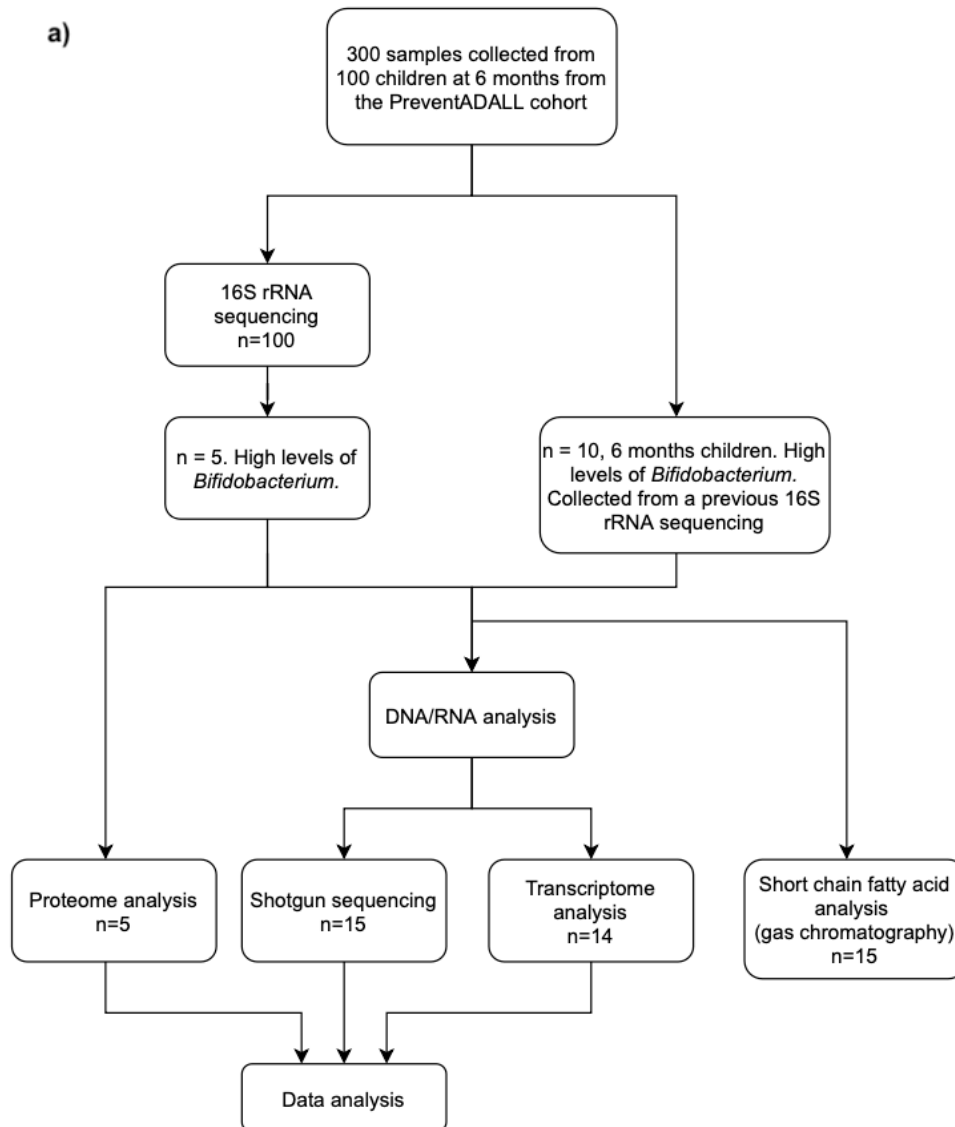 a)
300 samples collected from
100 children at 6 months from
the PreventADALL cohort
16S rRNA
sequencing
n=100
n = 5. High levels of
Bifidobacterium.
n = 10, 6 months children. High
levels of Bifidobacterium.
Collected from a previous 16S
rRNA sequencing
DNA/RNA analysis
Proteome analysis
n=5
Shotgun sequencing
n=15
Transcriptome
analysis
n=14
Short chain fatty acid
analysis
(gas chromatography)
n=15
Data analysis